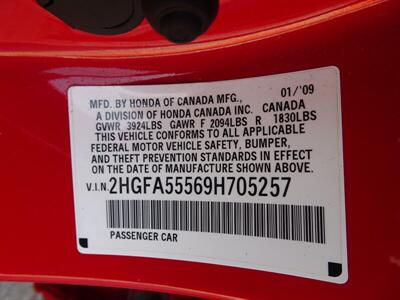 MFD. BY HONDA OF CANADA MFG., 01/'09
A DIVISION OF HONDA CANADA INC. CANADA
GVWR 3924LBS GAWR F 2094LBS R 1830LBS
THIS VEHICLE CONFORMS TO ALL APPLICABLE
FEDERAL MOTOR VEHICLE SAFETY, BUMPER,
AND THEFT PREVENTION STANDARDS IN EFFECT
ON THE DATE OF MANUFACTURE SHOWN ABOVE.
V.I.N. 2HGFA55569H705257
PASSENGER CAR